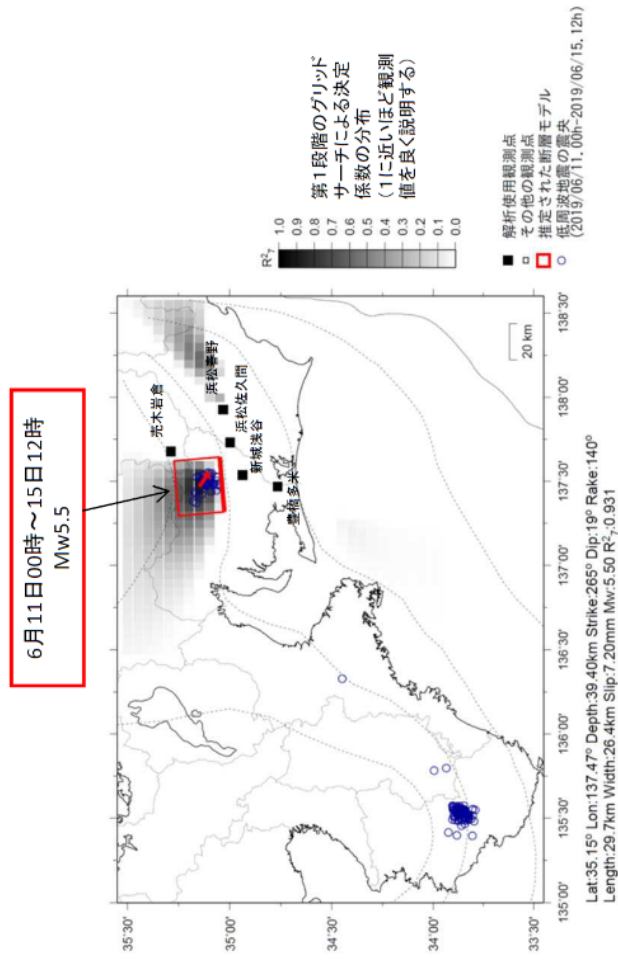 6月11日00時～15日12時
Mw5.5
35°30'
35°00'
34°30'
34°00'
33°30'
135°00'
135°30'
136°00'
136°30'
137°00'
137°30'
138°00'
138°30'
売木岩倉
浜松春野
浜松佐久間
新城浅谷
豊橋多米
20 km
R²₇
1.0
0.9
0.8
0.7
0.6
0.5
0.4
0.3
0.2
0.1
0.0
第1段階のグリッド
サーチによる決定
係数の分布
(1に近いほど観測
値を良く説明する)
解析使用観測点
その他の観測点
推定された断層モデル
低周波地震の震央
(2019/06/11,00h-2019/06/15,12h)
Lat:35.15° Lon:137.47° Depth:39.40km Strike:265° Dip:19° Rake:140°
Length:29.7km Width:26.4km Slip:7.20mm Mw:5.50 R²₇:0.931